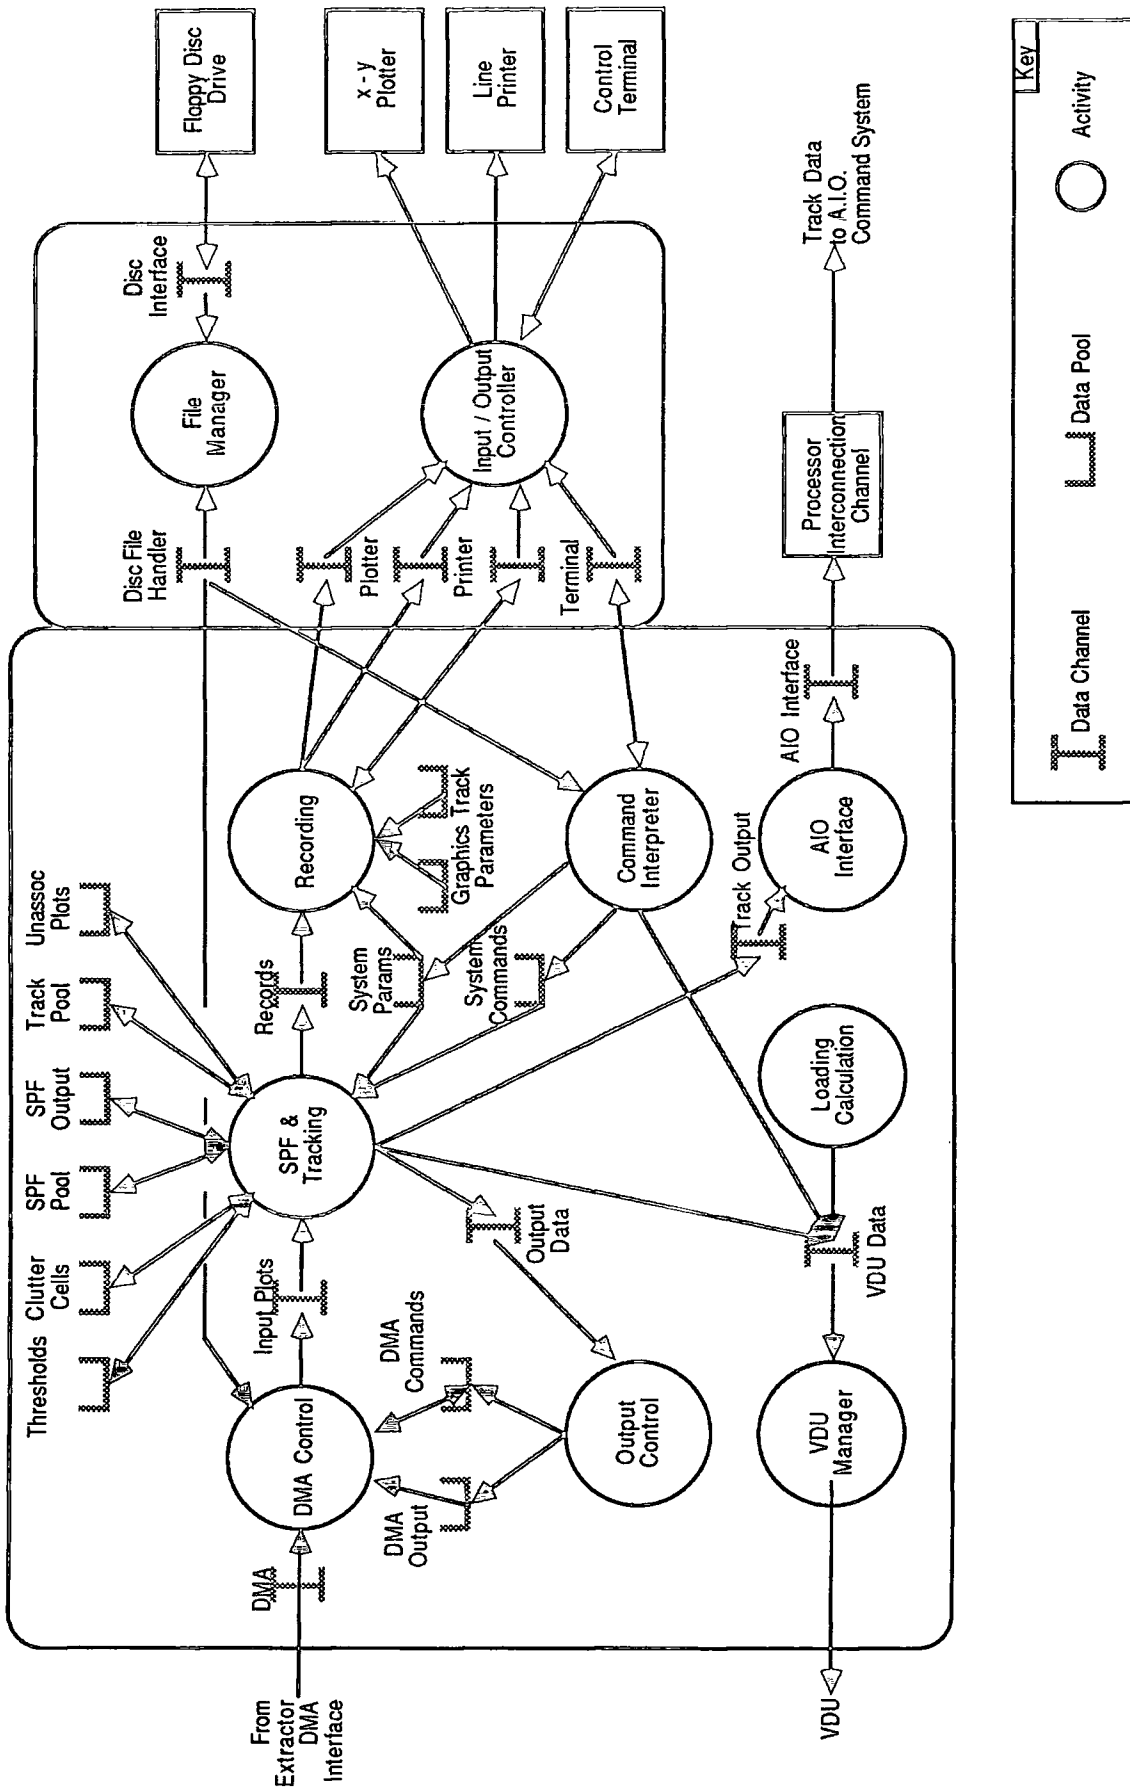 From
Extractor
DMA
Interface
DMA
DMA Control
Input Plots
SPF &
Tracking
Records
Recording
Thresholds
Clutter
Cells
SPF
Pool
SPF
Output
Track
Pool
Unassoc
Plots
DMA
Output
DMA
Commands
Output
Data
Output
Control
System
Params
System
Commands
Graphics
Parameters
Track
Command
Interpreter
Track Output
Loading
Calculation
VDU Data
VDU
Manager
VDU
AIO
Interface
AIO Interface
Processor
Interconnection
Channel
Track Data
to A.I.O.
Command System
Disc File
Handler
Plotter
Printer
Terminal
File
Manager
Input / Output
Controller
Disc
Interface
Floppy Disc
Drive
x - y
Plotter
Line
Printer
Control
Terminal
Key
Data Channel
Data Pool
Activity